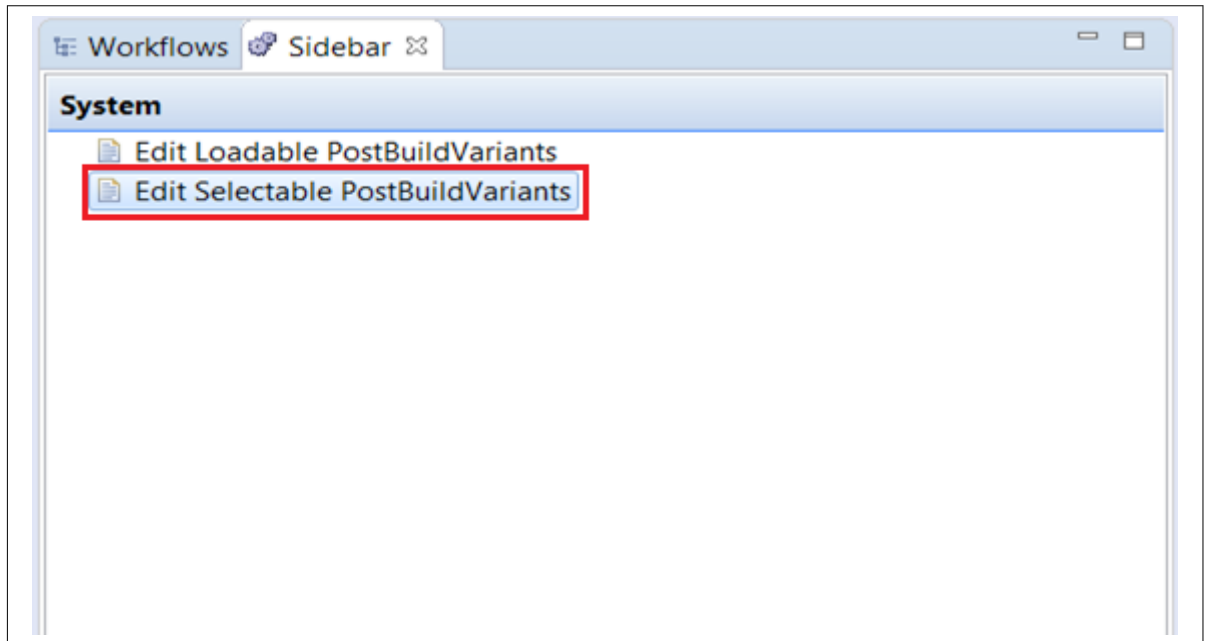 Workflows Sidebar
System
Edit Loadable PostBuildVariants
Edit Selectable PostBuildVariants